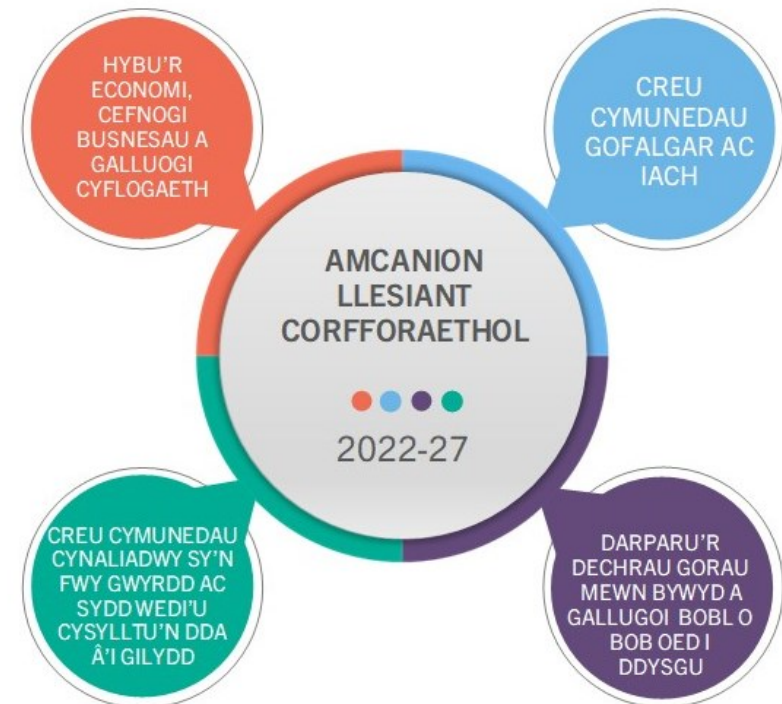 HYBU'R
ECONOMI,
CEFNOGI
BUSNESAU A
GALLUOGI
CYFLOGAETH
CREU
CYMUNEDAU
GOFALGAR AC
IACH
AMCANION
LLESIANT
CORFFORAETHOL
2022-27
CREU CYMUNEDAU
CYNALIADWY SY'N
FWY GWYRDD AC
SYDD WEDI'U
CYSYLLTU'N DDA
Â'I GILYDD
DARPARU'R
DECHRAU GORAU
MEWN BYWYD A
GALLUGOI BOBL O
BOB OED I
DDYSGU